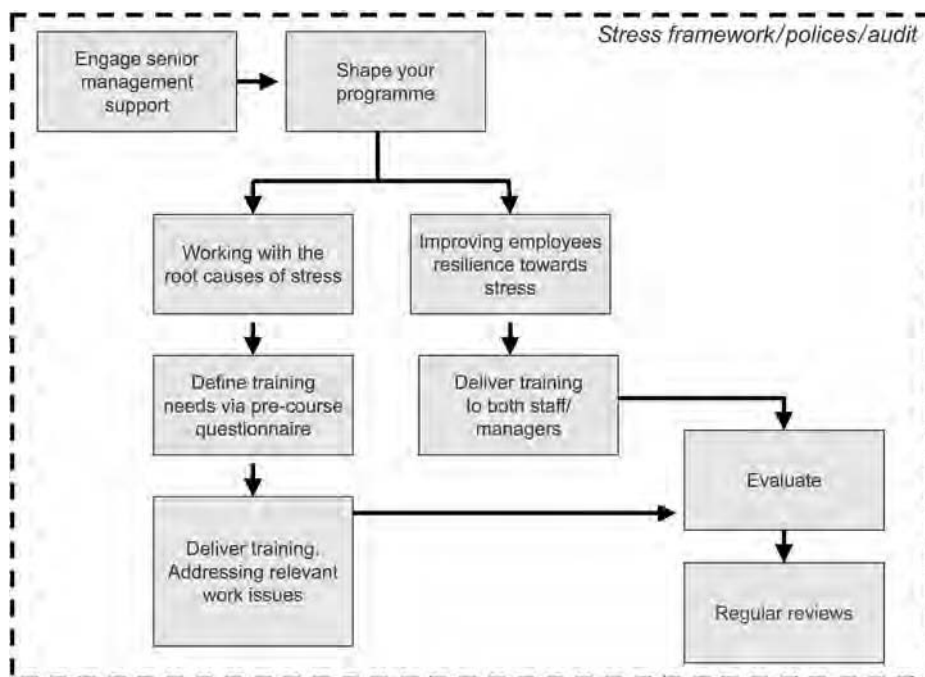 Stress framework/polices/audit
Engage senior
management
support
Shape your
programme
Working with the
root causes of stress
Improving employees
resilience towards
stress
Define training
needs via pre-course
questionnaire
Deliver training
to both staff/
managers
Evaluate
Deliver training.
Addressing relevant
work issues
Regular reviews